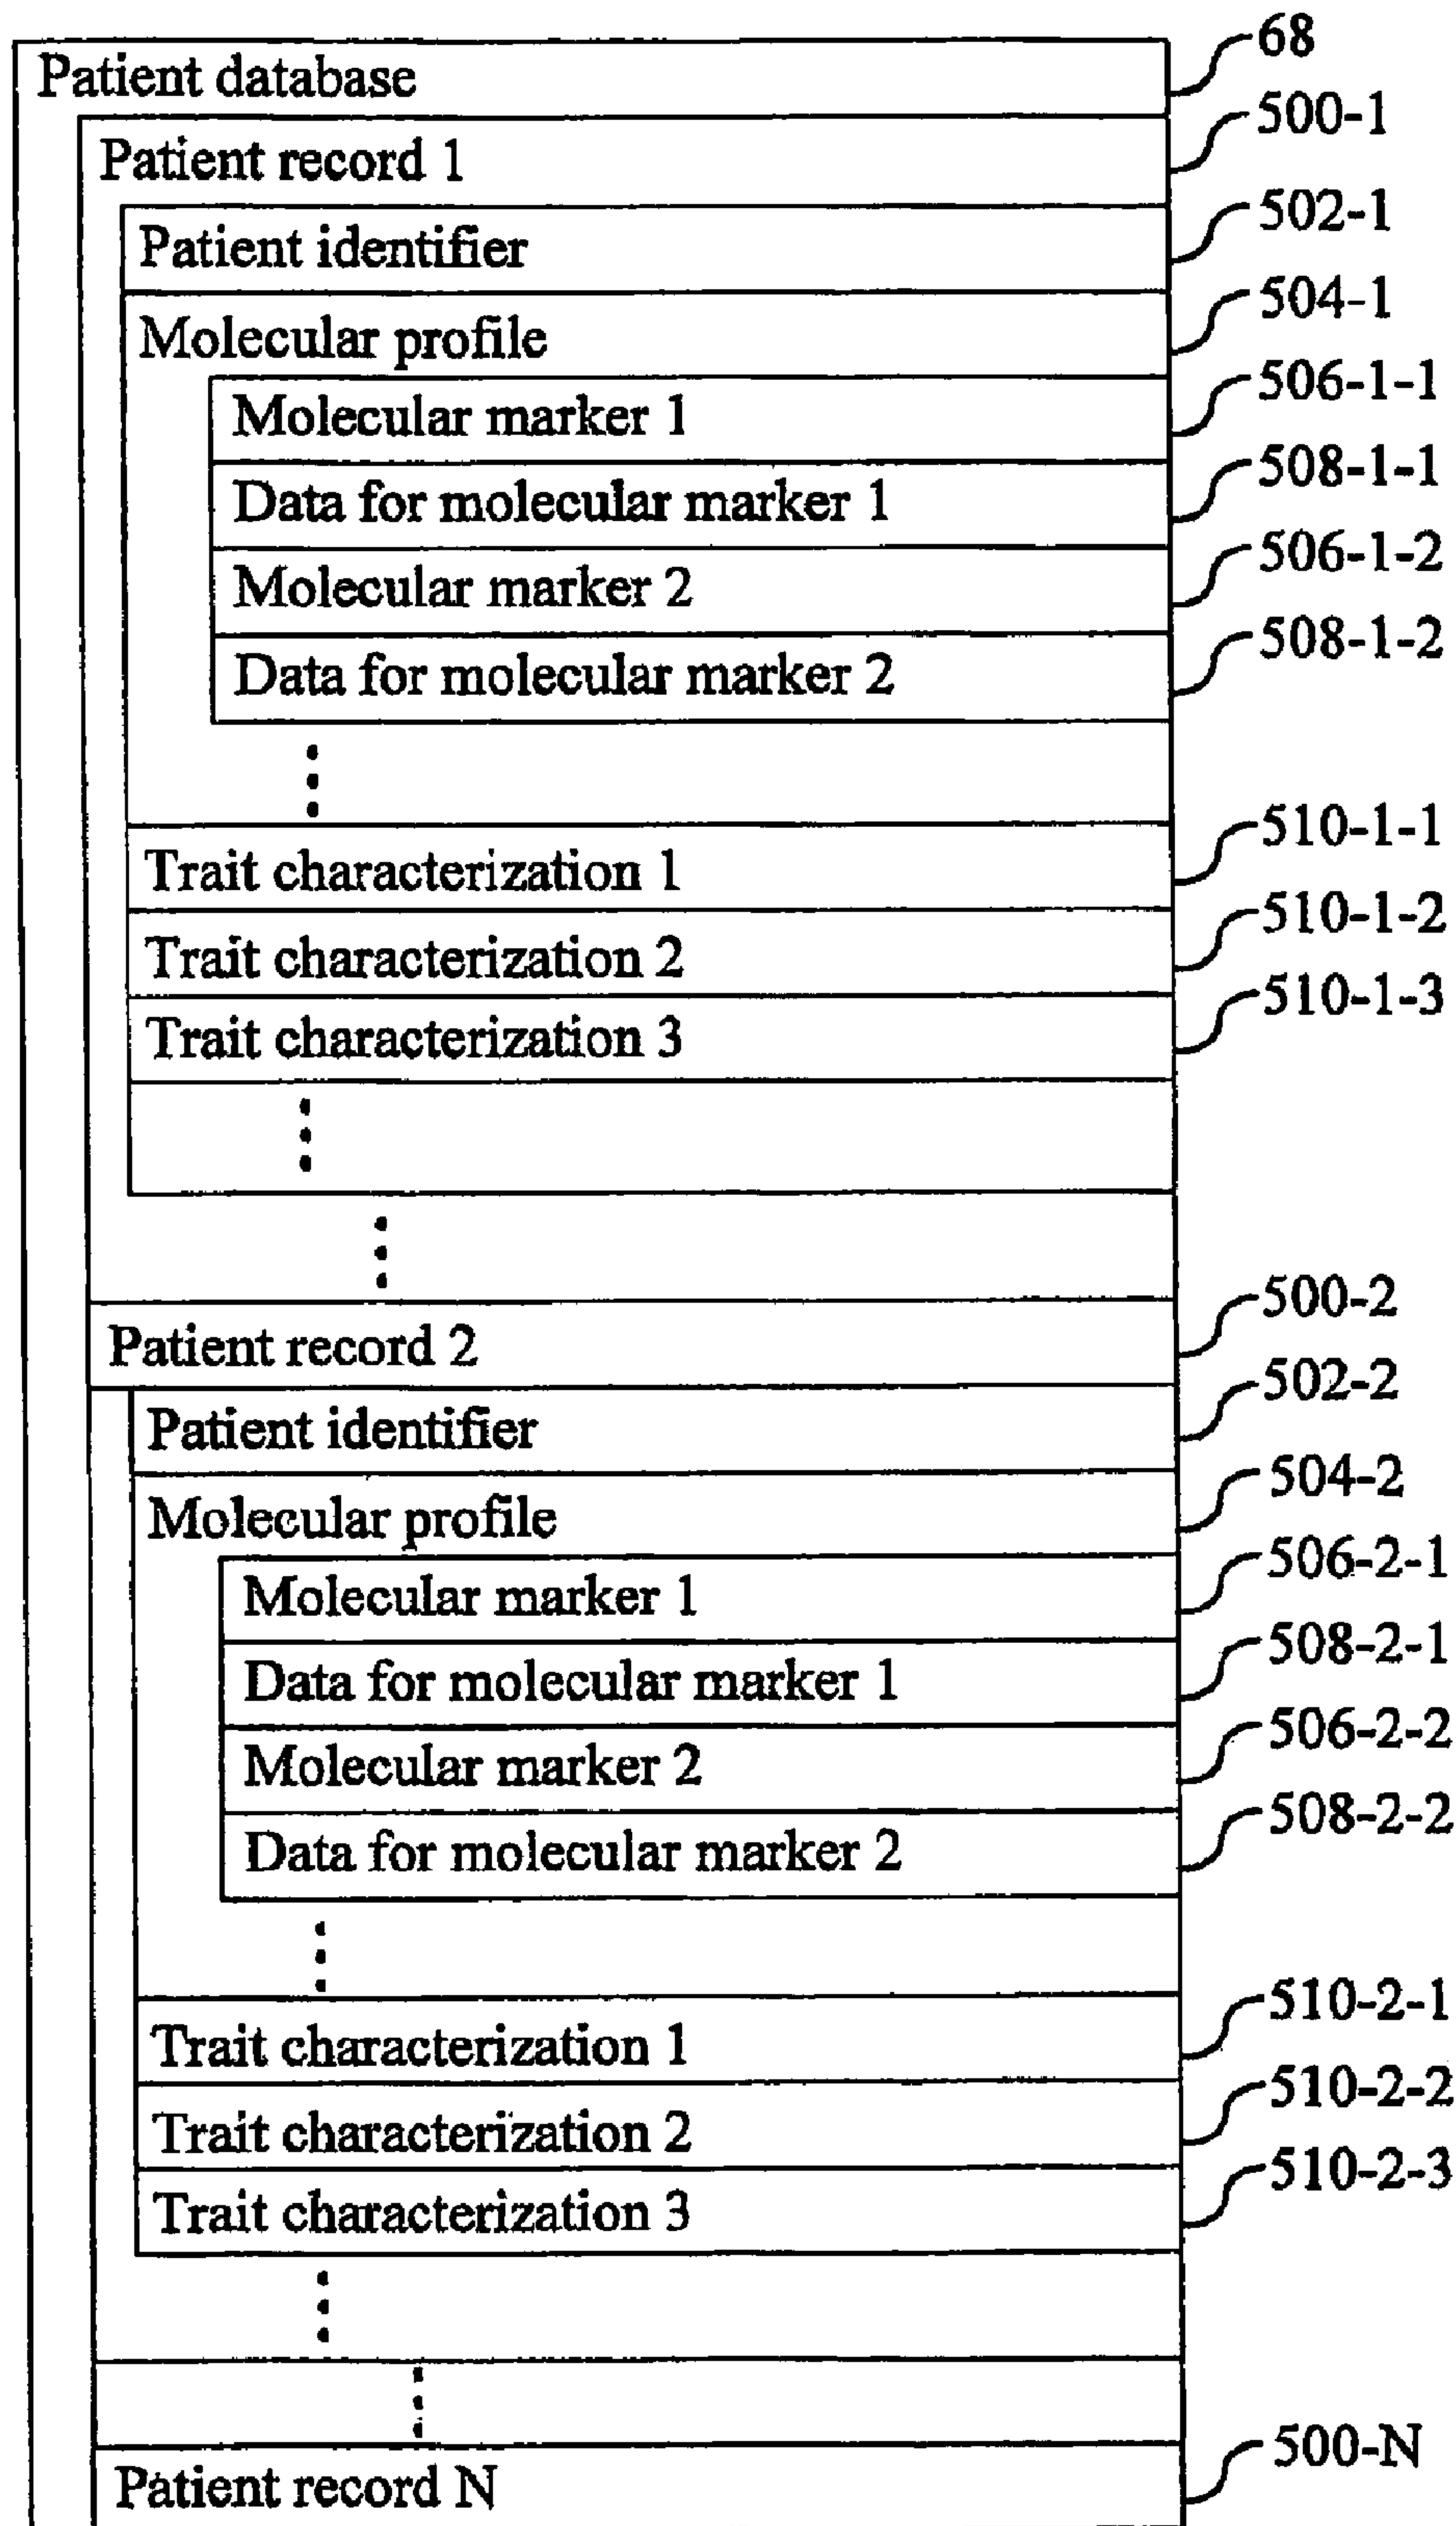 Patient database 68
Patient record 1 500-1
Patient identifier 502-1
Molecular profile 504-1
Molecular marker 1 506-1-1
Data for molecular marker 1 508-1-1
Molecular marker 2 506-1-2
Data for molecular marker 2 508-1-2
Trait characterization 1 510-1-1
Trait characterization 2 510-1-2
Trait characterization 3 510-1-3
Patient record 2 500-2
Patient identifier 502-2
Molecular profile 504-2
Molecular marker 1 506-2-1
Data for molecular marker 1 508-2-1
Molecular marker 2 506-2-2
Data for molecular marker 2 508-2-2
Trait characterization 1 510-2-1
Trait characterization 2 510-2-2
Trait characterization 3 510-2-3
Patient record N 500-N